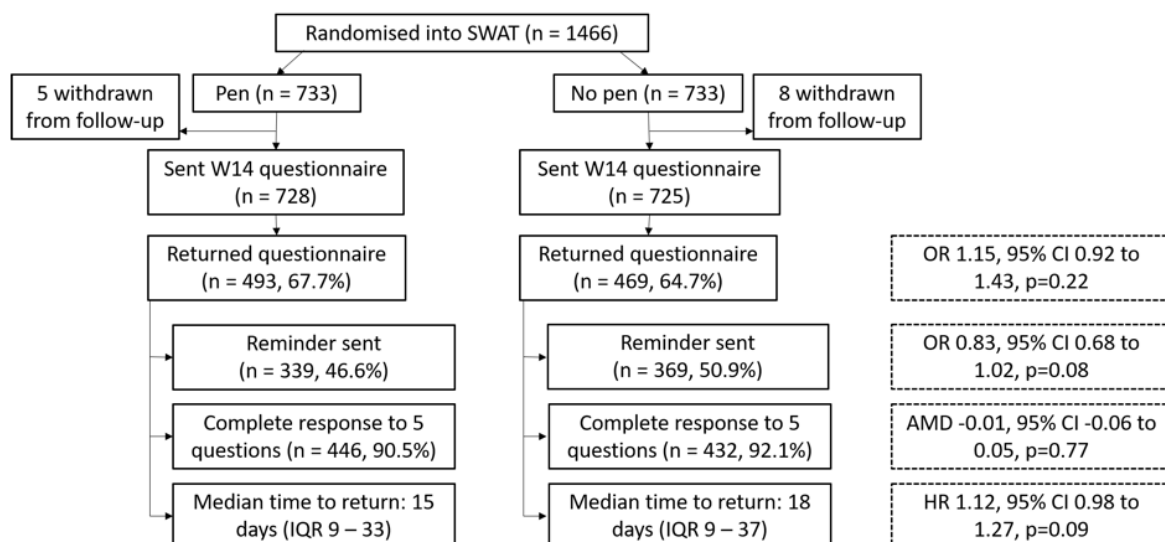 Randomised into SWAT (n = 1466)
5 withdrawn
from follow-up
Pen (n = 733)
No pen (n = 733)
8 withdrawn
from follow-up
Sent W14 questionnaire
(n = 728)
Sent W14 questionnaire
(n = 725)
Returned questionnaire
(n = 493, 67.7%)
Returned questionnaire
(n = 469, 64.7%)
OR 1.15, 95% CI 0.92 to
1.43, p=0.22
Reminder sent
(n = 339, 46.6%)
Reminder sent
(n = 369, 50.9%)
OR 0.83, 95% CI 0.68 to
1.02, p=0.08
Complete response to 5
questions (n = 446, 90.5%)
Complete response to 5
questions (n = 432, 92.1%)
AMD -0.01, 95% CI -0.06 to
0.05, p=0.77
Median time to return: 15
days (IQR 9 – 33)
Median time to return: 18
days (IQR 9 – 37)
HR 1.12, 95% CI 0.98 to
1.27, p=0.09